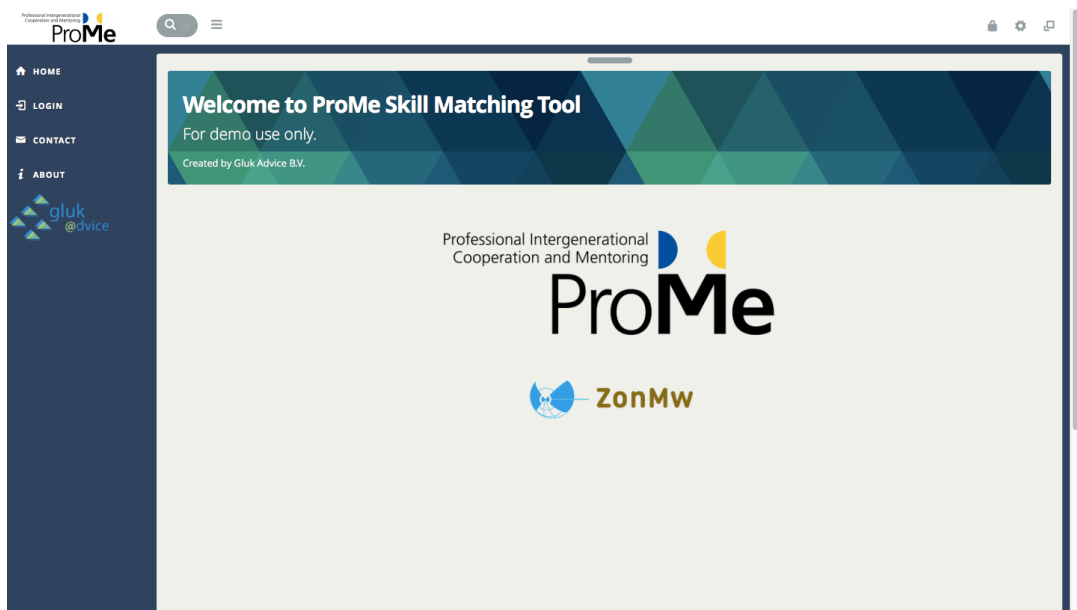 Professional Intergenerational
Cooperation and Mentoring
ProMe
HOME
LOGIN
CONTACT
ABOUT
gluk
@dvice
Welcome to ProMe Skill Matching Tool
For demo use only.
Created by Gluk Advice B.V.
Professional Intergenerational
Cooperation and Mentoring
ProMe
ZonMw